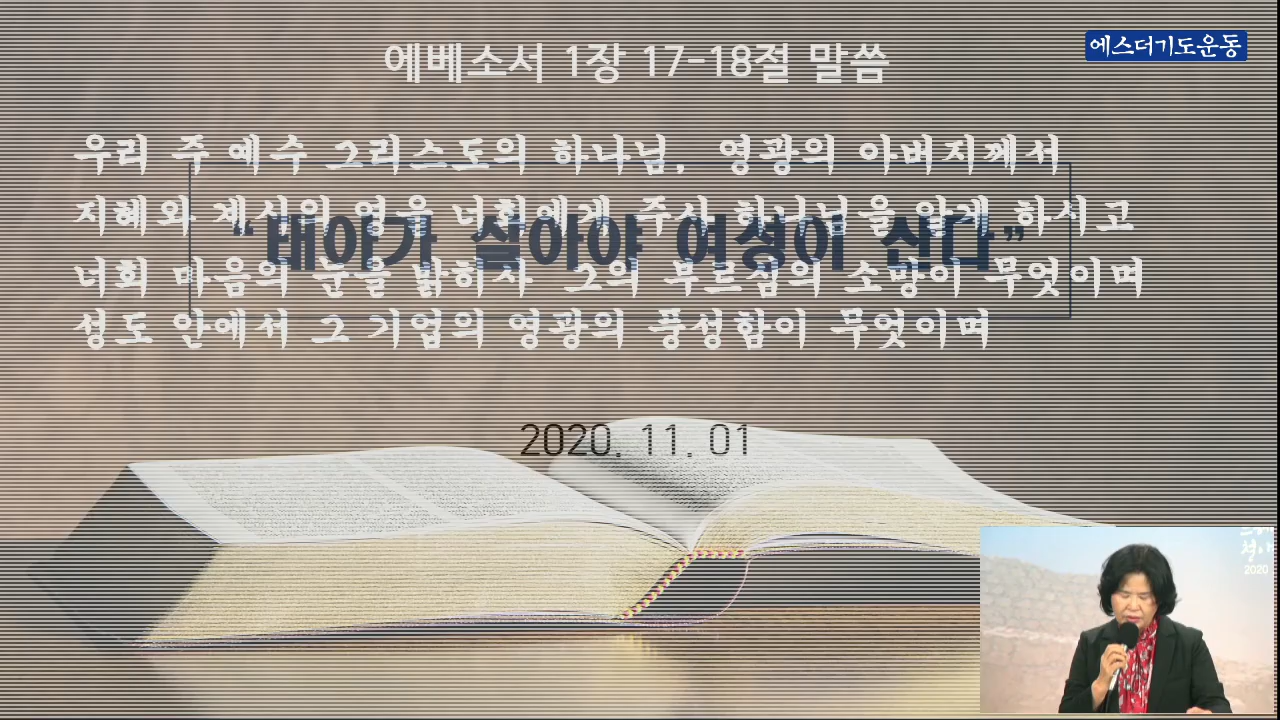 에베소서 1장 17-18절 말씀
에스더기도운동
우리 주 예수 그리스도의 하나님, 영광의 아버지께서
지혜와 계시의 영을 너희에게 주사 하나님을 알게 하시고
“태아가 살아야 여성이 산다”
너희 마음의 눈을 밝히사 그의 부르심의 소망이 무엇이며
성도 안에서 그 기업의 영광의 풍성함이 무엇이며
2020. 11. 01
2020